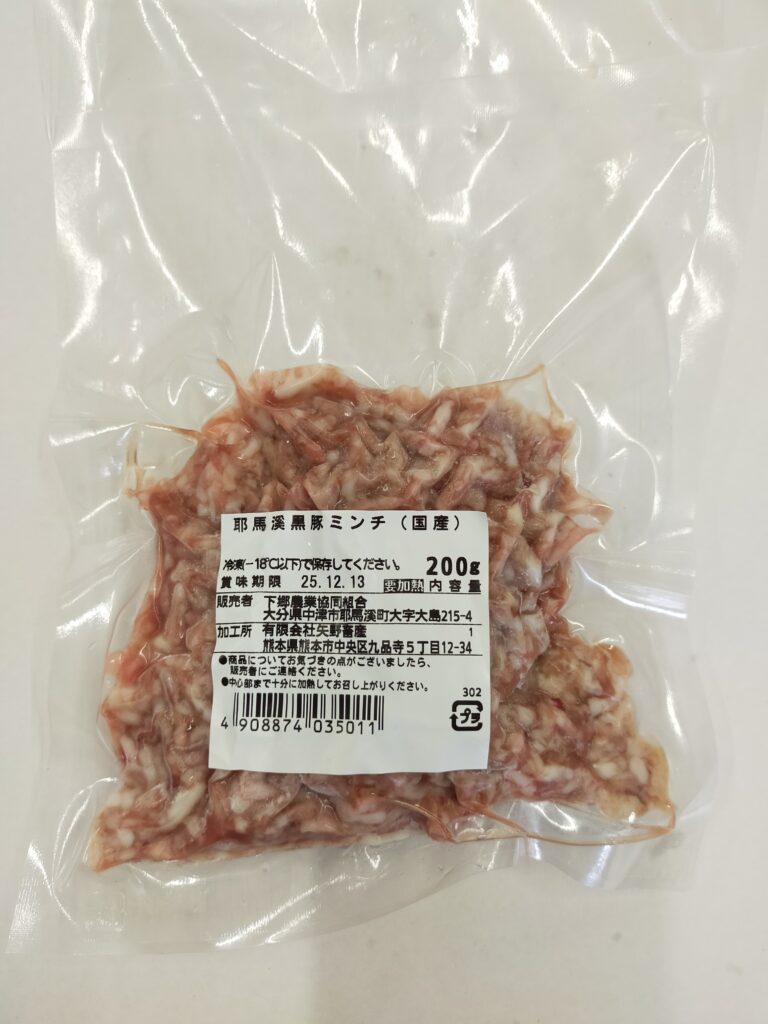 耶馬溪黒豚ミンチ（国産）
冷凍(-18℃以下)で保存してください。 200g
賞味期限 25.12.13 要加熱 内容量
販売者 下郷農業協同組合
大分県中津市耶馬溪町大字大島215-4
加工所 有限会社矢野畜産 1
熊本県熊本市中央区九品寺5丁目12-34
●商品についてお気づきの点がございましたら、
販売者にご連絡ください。
●中心部まで十分に加熱してお召し上がりください。
302
4 908874 035011
プラ